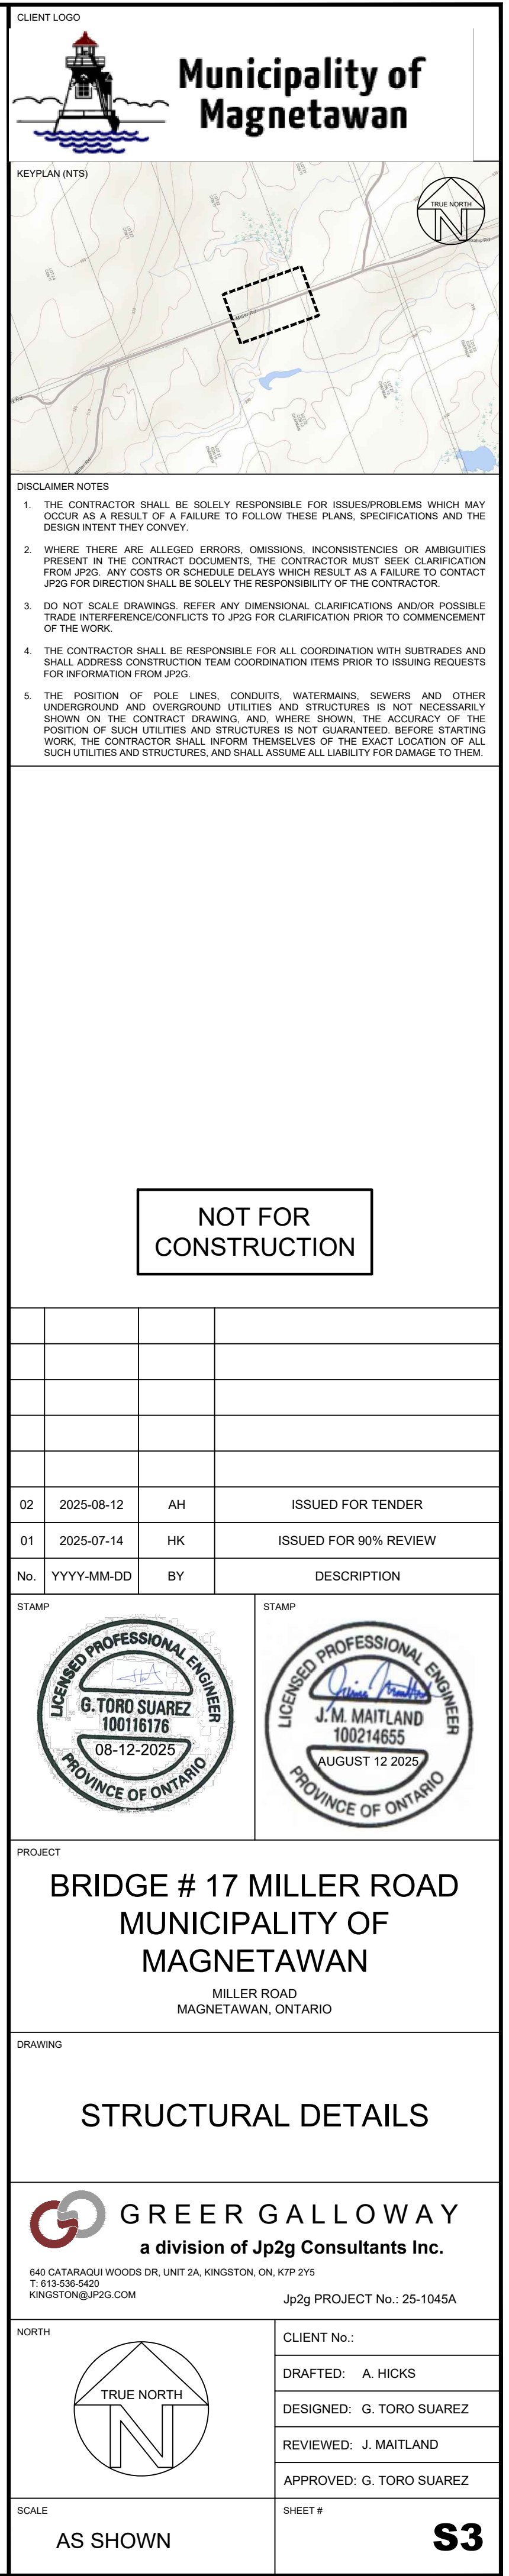 CLIENT LOGO
Municipality of
Magnetawan
KEYPLAN (NTS)
TRUE NORTH
N
Miller Rd
DISCLAIMER NOTES
1. THE CONTRACTOR SHALL BE SOLELY RESPONSIBLE FOR ISSUES/PROBLEMS WHICH MAY
OCCUR AS A RESULT OF A FAILURE TO FOLLOW THESE PLANS, SPECIFICATIONS AND THE
DESIGN INTENT THEY CONVEY.
2. WHERE THERE ARE ALLEGED ERRORS, OMISSIONS, INCONSISTENCIES OR AMBIGUITIES
PRESENT IN THE CONTRACT DOCUMENTS, THE CONTRACTOR MUST SEEK CLARIFICATION
FROM JP2G. ANY COSTS OR SCHEDULE DELAYS WHICH RESULT AS A FAILURE TO CONTACT
JP2G FOR DIRECTION SHALL BE SOLELY THE RESPONSIBILITY OF THE CONTRACTOR.
3. DO NOT SCALE DRAWINGS. REFER ANY DIMENSIONAL CLARIFICATIONS AND/OR POSSIBLE
TRADE INTERFERENCE/CONFLICTS TO JP2G FOR CLARIFICATION PRIOR TO COMMENCEMENT
OF THE WORK.
4. THE CONTRACTOR SHALL BE RESPONSIBLE FOR ALL COORDINATION WITH SUBTRADES AND
SHALL ADDRESS CONSTRUCTION TEAM COORDINATION ITEMS PRIOR TO ISSUING REQUESTS
FOR INFORMATION FROM JP2G.
5. THE POSITION OF POLE LINES, CONDUITS, WATERMAINS, SEWERS AND OTHER
UNDERGROUND AND OVERGROUND UTILITIES AND STRUCTURES IS NOT NECESSARILY
SHOWN ON THE CONTRACT DRAWING, AND, WHERE SHOWN, THE ACCURACY OF THE
POSITION OF SUCH UTILITIES AND STRUCTURES IS NOT GUARANTEED. BEFORE STARTING
WORK, THE CONTRACTOR SHALL INFORM THEMSELVES OF THE EXACT LOCATION OF ALL
SUCH UTILITIES AND STRUCTURES, AND SHALL ASSUME ALL LIABILITY FOR DAMAGE TO THEM.
NOT FOR
CONSTRUCTION
02 2025-08-12 AH ISSUED FOR TENDER
01 2025-07-14 HK ISSUED FOR 90% REVIEW
No. YYYY-MM-DD BY DESCRIPTION
STAMP
LICENSED PROFESSIONAL ENGINEER
G. TORO SUAREZ
100116176
08-12-2025
PROVINCE OF ONTARIO
STAMP
LICENSED PROFESSIONAL ENGINEER
J. M. MAITLAND
100214655
AUGUST 12 2025
PROVINCE OF ONTARIO
PROJECT
BRIDGE # 17 MILLER ROAD
MUNICIPALITY OF
MAGNETAWAN
MILLER ROAD
MAGNETAWAN, ONTARIO
DRAWING
STRUCTURAL DETAILS
GREER GALLOWAY
a division of Jp2g Consultants Inc.
640 CATARAQUI WOODS DR, UNIT 2A, KINGSTON, ON, K7P 2Y5
T: 613-536-5420
KINGSTON@JP2G.COM
Jp2g PROJECT No.: 25-1045A
NORTH
TRUE NORTH
N
CLIENT No.:
DRAFTED: A. HICKS
DESIGNED: G. TORO SUAREZ
REVIEWED: J. MAITLAND
APPROVED: G. TORO SUAREZ
SCALE
AS SHOWN
SHEET #
S3